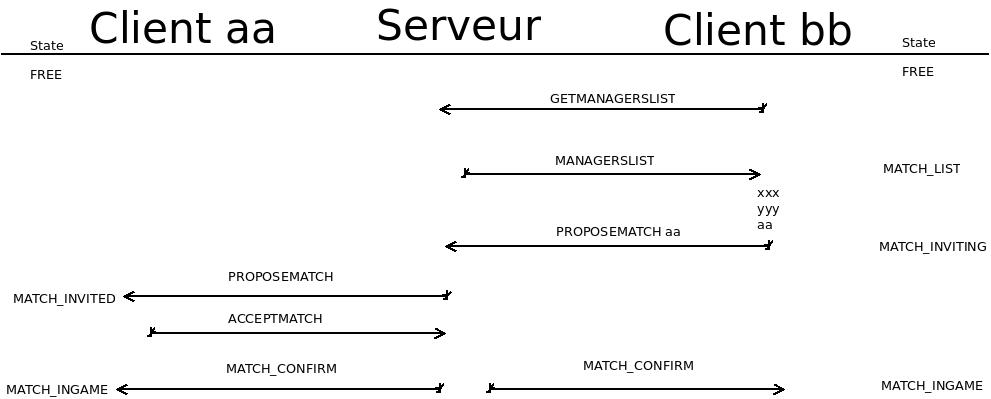 Client aa
Serveur
Client bb
State
State
FREE
FREE
GETMANAGERSLIST
MANAGERSLIST
MATCH_LIST
xxx
yyy
aa
PROPOSEMATCH aa
MATCH_INVITING
PROPOSEMATCH
MATCH_INVITED
ACCEPTMATCH
MATCH_CONFIRM
MATCH_CONFIRM
MATCH_INGAME
MATCH_INGAME